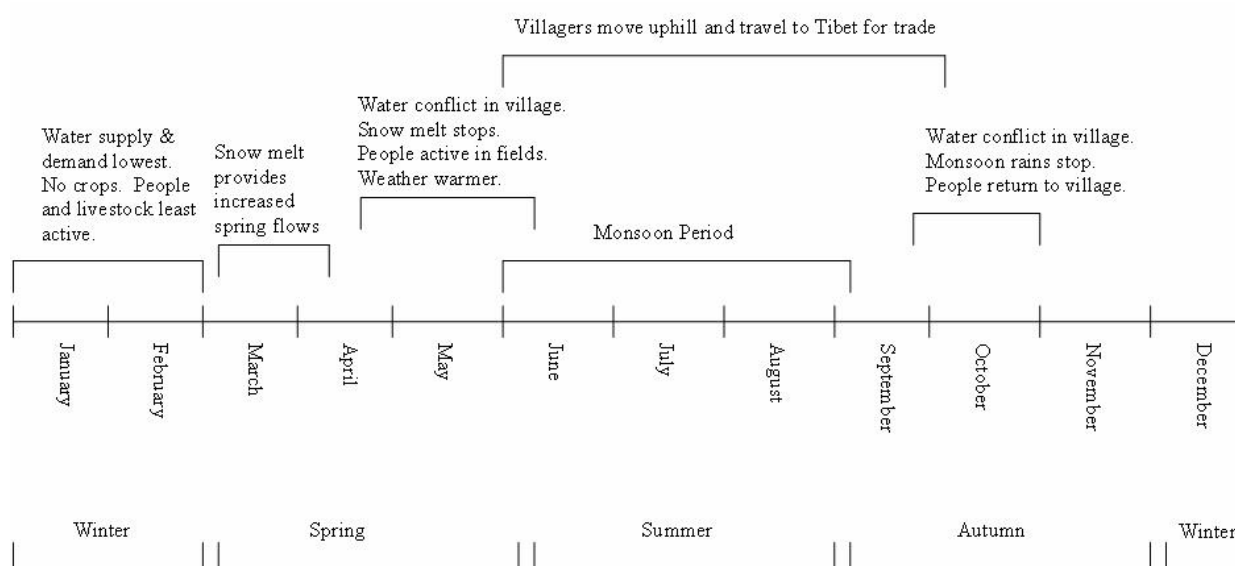 Villagers move uphill and travel to Tibet for trade
Water conflict in village.
Snow melt stops.
People active in fields.
Weather warmer.
Water supply &
demand lowest.
No crops. People
and livestock least
active.
Snow melt
provides
increased
spring flows
Water conflict in village.
Monsoon rains stop.
People return to village.
Monsoon Period
January
February
March
April
May
June
July
August
September
October
November
December
Winter
Spring
Summer
Autumn
Winter